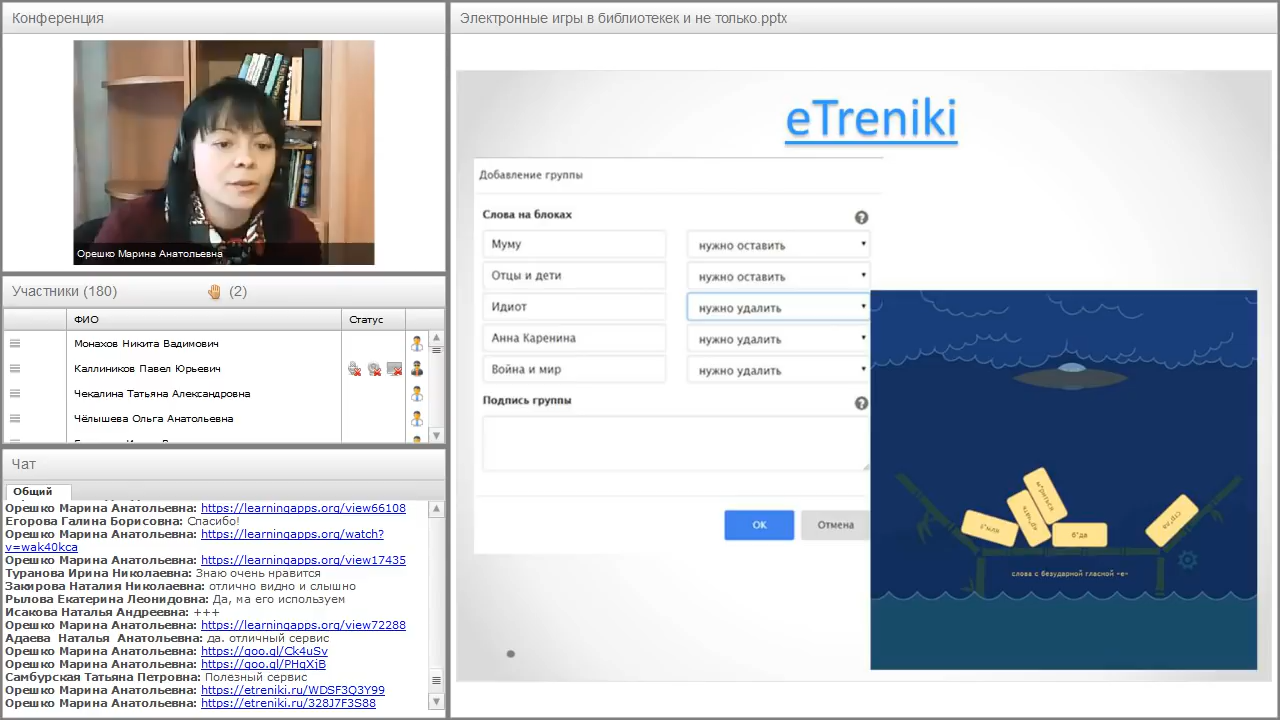 Конференция
Орешко Марина Анатольевна
Участники (180)
(2)
ФИО
Статус
Монахов Никита Вадимович
Каллиников Павел Юрьевич
Чекалина Татьяна Александровна
Чёлышева Ольга Анатольевна
Чат
Общий
Орешко Марина Анатольевна: https://learningapps.org/view66108
Егорова Галина Борисовна: Спасибо!
Орешко Марина Анатольевна: https://learningapps.org/watch?
v=wak40kca
Орешко Марина Анатольевна: https://learningapps.org/view17435
Туранова Ирина Николаевна: Знаю очень нравится
Закирова Наталия Николаевна: отлично видно и слышно
Рылова Екатерина Леонидовна: Да, ма его используем
Исакова Наталья Андреевна: +++
Орешко Марина Анатольевна: https://learningapps.org/view72288
Адаева Наталья Анатольевна: да. отличный сервис
Орешко Марина Анатольевна: https://goo.gl/Ck4uSv
Орешко Марина Анатольевна: https://goo.gl/PHgXjB
Самбурская Татьяна Петровна: Полезный сервис
Орешко Марина Анатольевна: https://etreniki.ru/WDSF3Q3Y99
Орешко Марина Анатольевна: https://etreniki.ru/328J7F3S88
Электронные игры в библиотекек и не только.pptx
eTreniki
Добавление группы
Слова на блоках
Муму нужно оставить
Отцы и дети нужно оставить
Идиот нужно удалить
Анна Каренина нужно удалить
Война и мир нужно удалить
Подпись группы
ОК
Отмена
б*да
слова с безударной гласной «е»